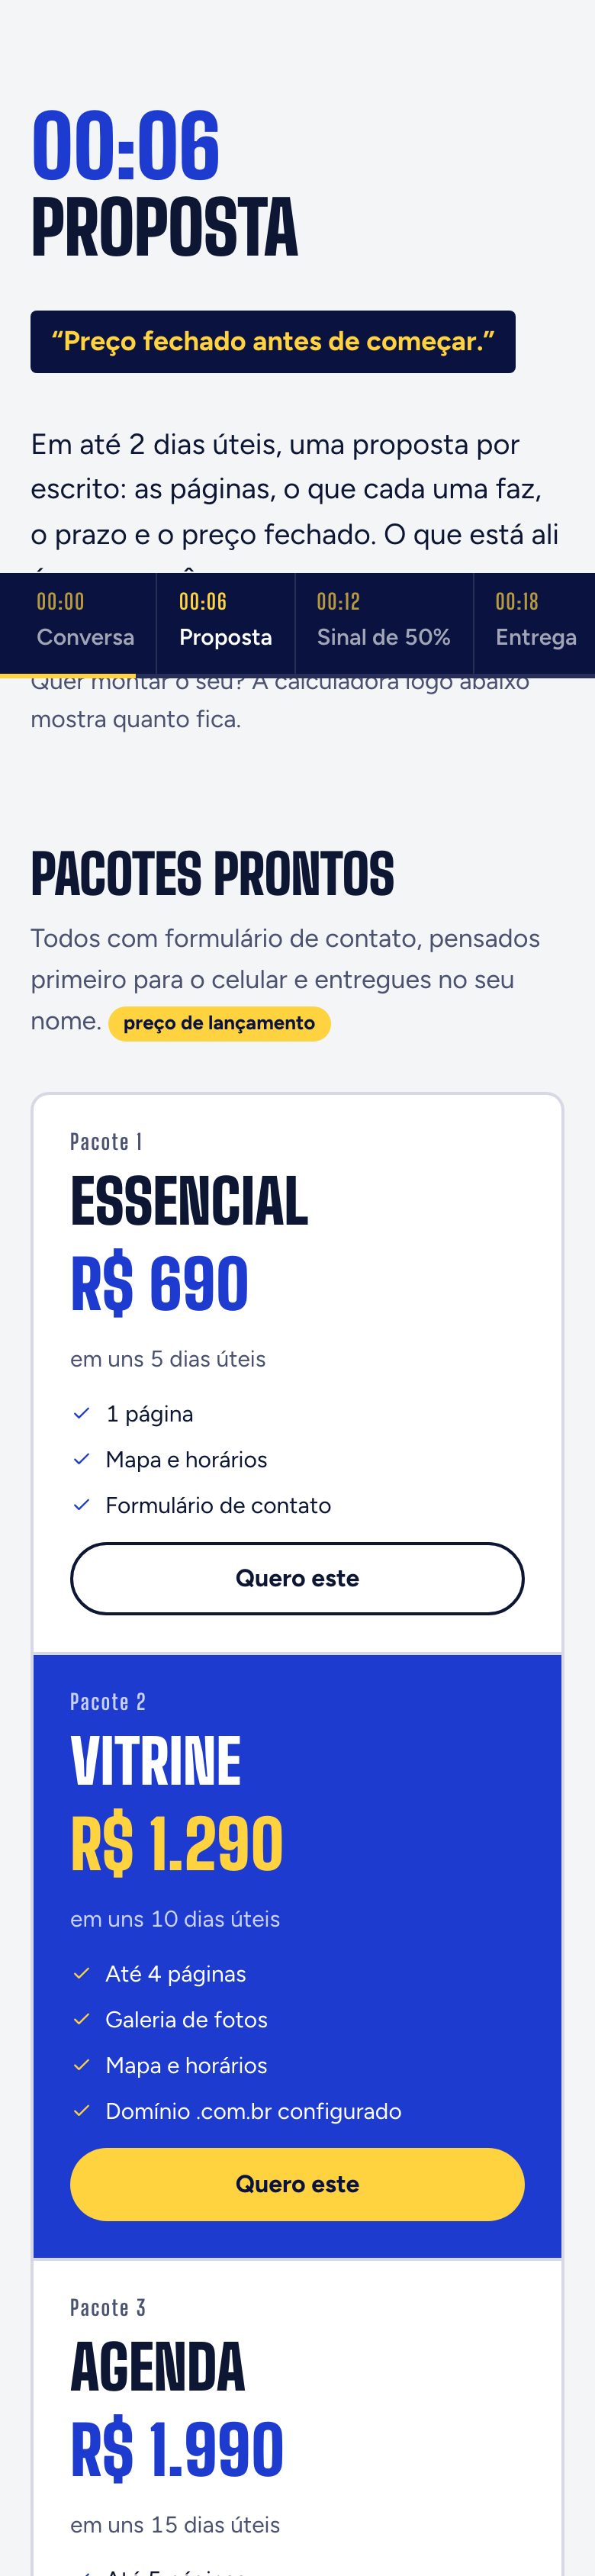 00:06
PROPOSTA
“Preço fechado antes de começar.”
Em até 2 dias úteis, uma proposta por
escrito: as páginas, o que cada uma faz,
o prazo e o preço fechado. O que está ali
00:00
Conversa
00:06
Proposta
00:12
Sinal de 50%
00:18
Entrega
Quer montar o seu? A calculadora logo abaixo
mostra quanto fica.
PACOTES PRONTOS
Todos com formulário de contato, pensados
primeiro para o celular e entregues no seu
nome. preço de lançamento
Pacote 1
ESSENCIAL
R$ 690
em uns 5 dias úteis
1 página
Mapa e horários
Formulário de contato
Quero este
Pacote 2
VITRINE
R$ 1.290
em uns 10 dias úteis
Até 4 páginas
Galeria de fotos
Mapa e horários
Domínio .com.br configurado
Quero este
Pacote 3
AGENDA
R$ 1.990
em uns 15 dias úteis